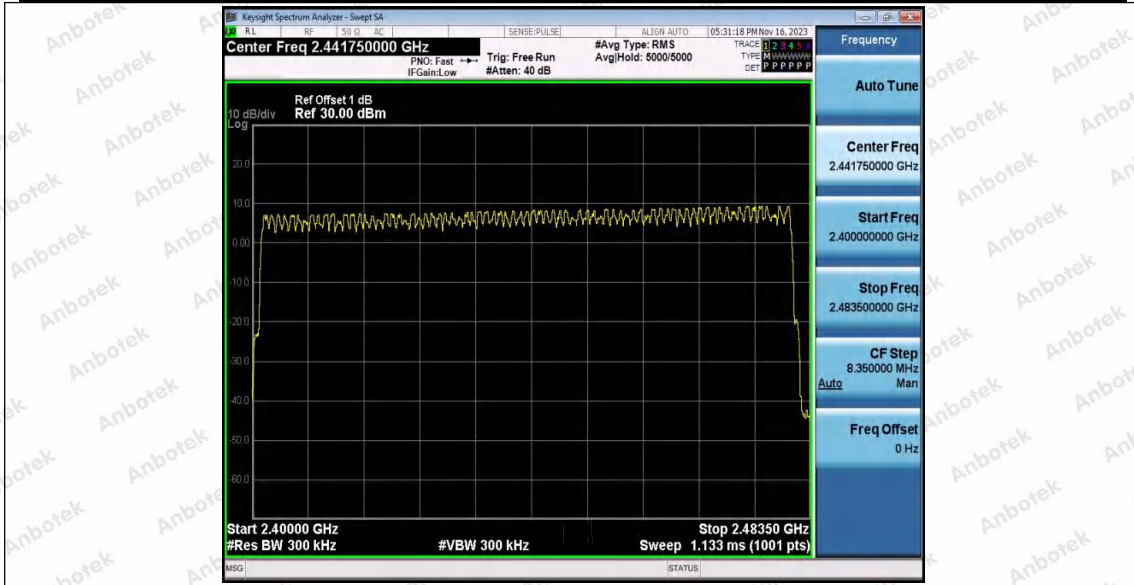 Keysight Spectrum Analyzer - Swept SA
RL RF 50 Ω AC SENSE:PULSE ALIGN AUTO 05:31:18 PM Nov 16, 2023
Center Freq 2.441750000 GHz
PNO: Fast
IFGain:Low
Trig: Free Run
#Atten: 40 dB
#Avg Type: RMS
Avg|Hold: 5000/5000
TRACE 1 2 3 4 5 6
TYPE M WWWWW
DET P P P P P P
Ref Offset 1 dB
10 dB/div Ref 30.00 dBm
Log
20.0
10.0
0.00
-10.0
-20.0
-30.0
-40.0
-50.0
-60.0
Start 2.40000 GHz Stop 2.48350 GHz
#Res BW 300 kHz #VBW 300 kHz Sweep 1.133 ms (1001 pts)
MSG STATUS
Frequency
Auto Tune
Center Freq
2.441750000 GHz
Start Freq
2.400000000 GHz
Stop Freq
2.483500000 GHz
CF Step
8.350000 MHz
Auto Man
Freq Offset
0 Hz
Anbotek